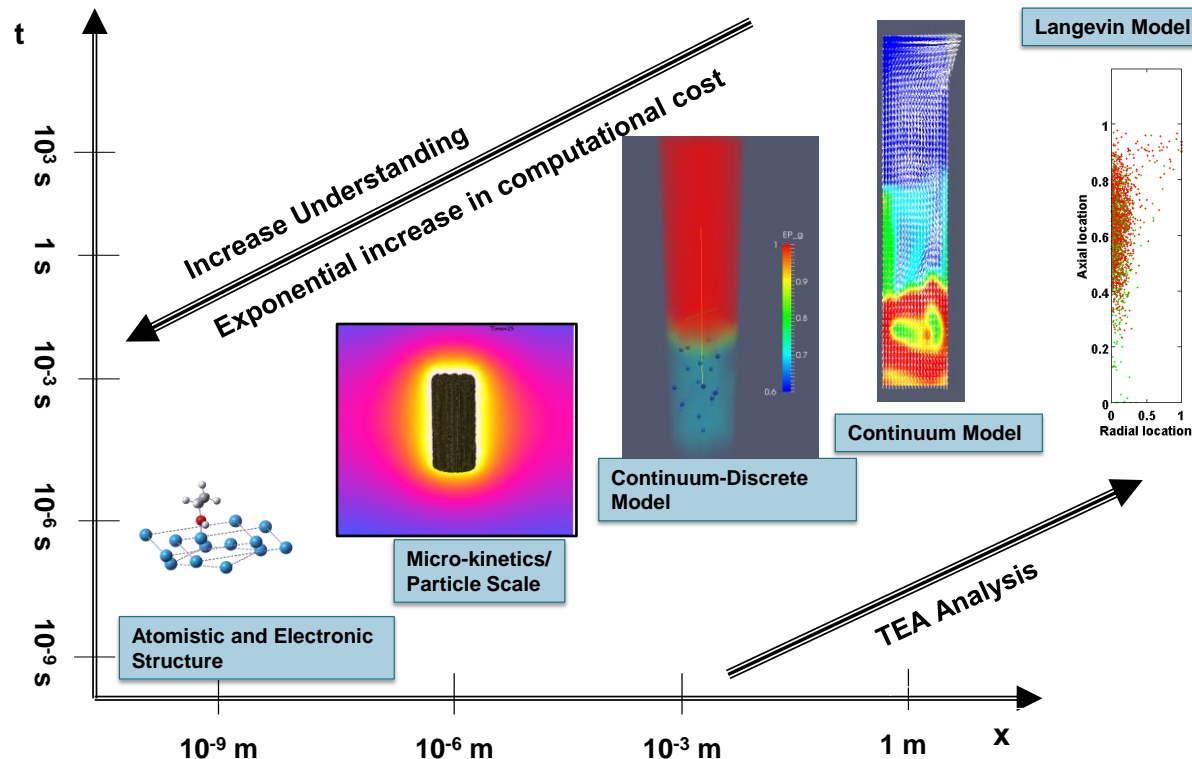 t
Langevin Model
Increase Understanding
Exponential increase in computational cost
10³ s
1 s
10⁻³ s
10⁻⁶ s
10⁻⁹ s
EP_g
1
0.9
0.8
0.7
0.6
Axial location
1
0.8
0.6
0.4
0.2
0
0
0.5
1
Radial location
Time=25
Continuum Model
Continuum-Discrete
Model
Micro-kinetics/
Particle Scale
Atomistic and Electronic
Structure
TEA Analysis
10⁻⁹ m
10⁻⁶ m
10⁻³ m
1 m
x